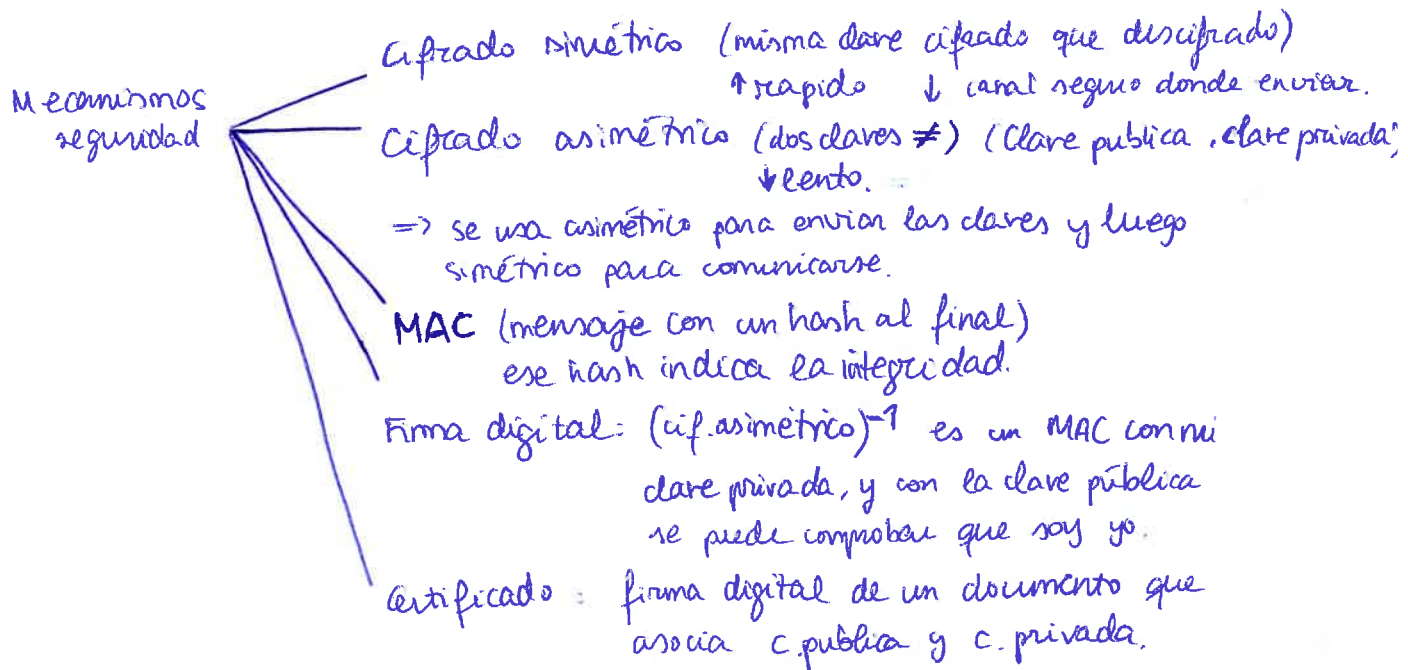 Mecanismos
seguridad
Cifrado simétrico (misma clave cifrado que descifrado)
↑ rapido ↓ canal seguro donde enviar.
Cifrado asimétrico (dos claves ≠) (Clave publica, clave privada;
↓ lento.
=> se usa asimétrico para enviar las claves y luego
simétrico para comunicarse.
MAC (mensaje con un hash al final)
ese hash indica la integridad.
Firma digital: (cif. asimétrico)⁻¹ es un MAC con mi
clave privada, y con la clave pública
se puede comprobar que soy yo.
Certificado: firma digital de un documento que
asocia c. publica y c. privada.